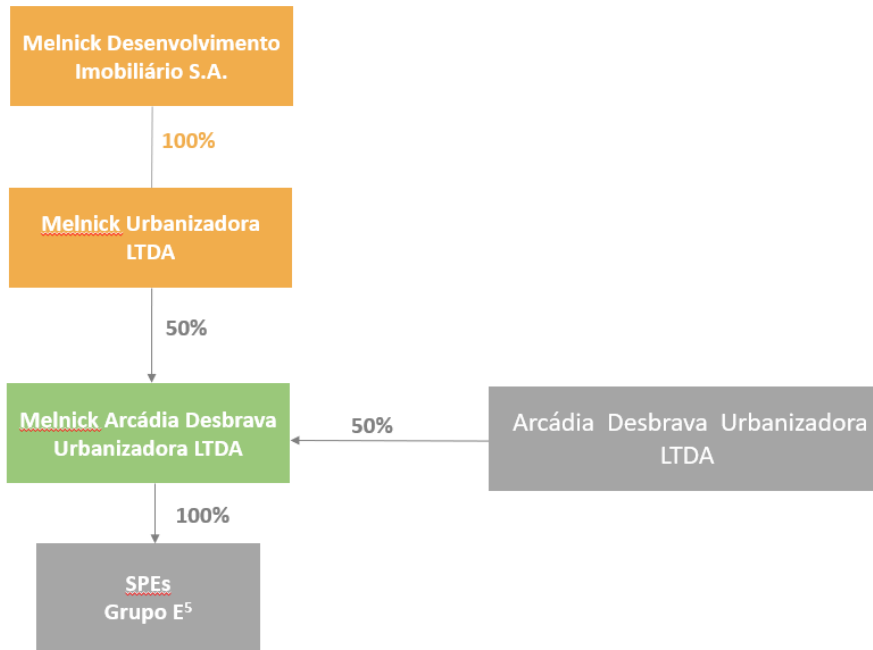 Melnick Desenvolvimento
Imobiliário S.A.
100%
Melnick Urbanizadora
LTDA
50%
Melnick Arcádia Desbrava
Urbanizadora LTDA
50%
Arcádia Desbrava Urbanizadora
LTDA
100%
SPEs
Grupo E⁵